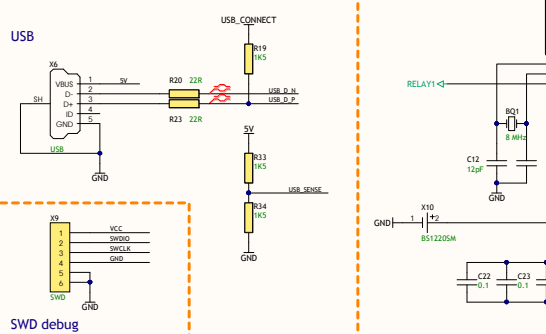 USB
USB_CONNECT
R19
1K5
X6
VBUS 1 5V
D- 2
D+ 3
ID 4
GND 5
SH
USB
GND
R20 22R
R23 22R
USB_D_N
USB_D_P
5V
R33
1K5
USB_SENSE
R34
1K5
GND
RELAY1
BQ1
8 MHz
C12
12pF
GND
X10
GND 1 +2
BS1220SM
C22
0.1
C23
0.1
X9
1 VCC
2 SWDIO
3 SWCLK
4 GND
5
6
SWD
GND
SWD debug